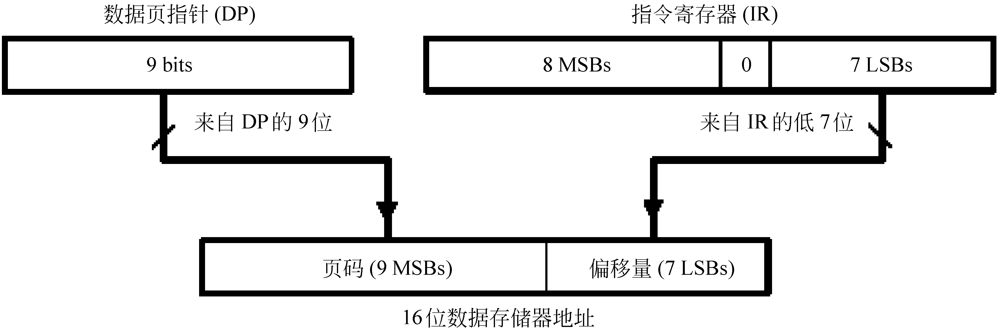 数据页指针 (DP)
指令寄存器 (IR)
9 bits
8 MSBs
0
7 LSBs
来自 DP 的 9 位
来自 IR 的低 7 位
页码 (9 MSBs)
偏移量 (7 LSBs)
16 位数据存储器地址